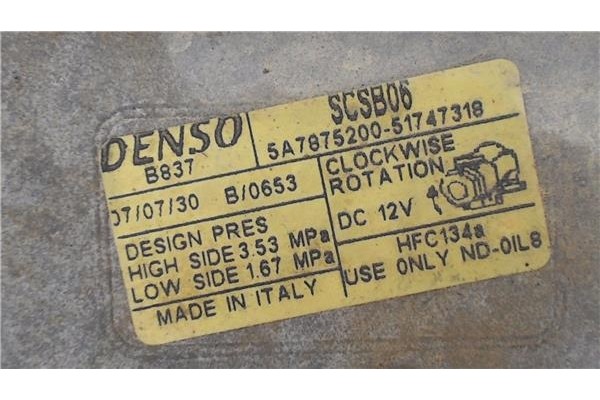 DENSO
B837
SCSB06
5A7875200-51747318
07/07/30 B/0653
CLOCKWISE
ROTATION
DC 12V
DESIGN PRES
HIGH SIDE 3.53 MPa
LOW SIDE 1.67 MPa
HFC134a
USE ONLY ND-OIL8
MADE IN ITALY